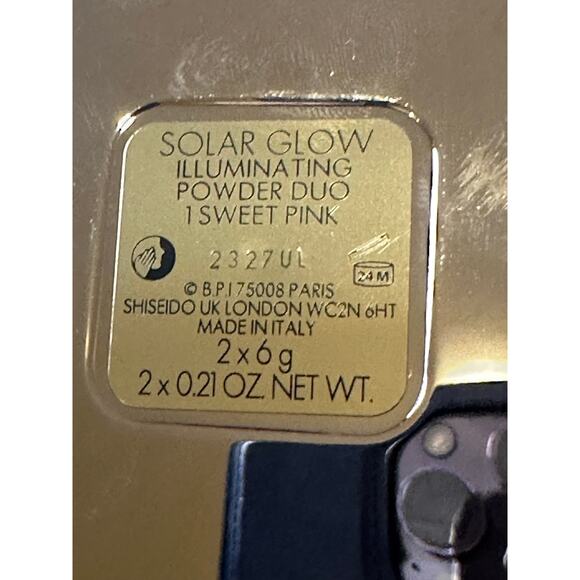 SOLAR GLOW
ILLUMINATING
POWDER DUO
1 SWEET PINK
2327UL
24 M
© B.P.I 75008 PARIS
SHISEIDO UK LONDON WC2N 6HT
MADE IN ITALY
2 x 6 g
2 x 0.21 OZ. NET WT.